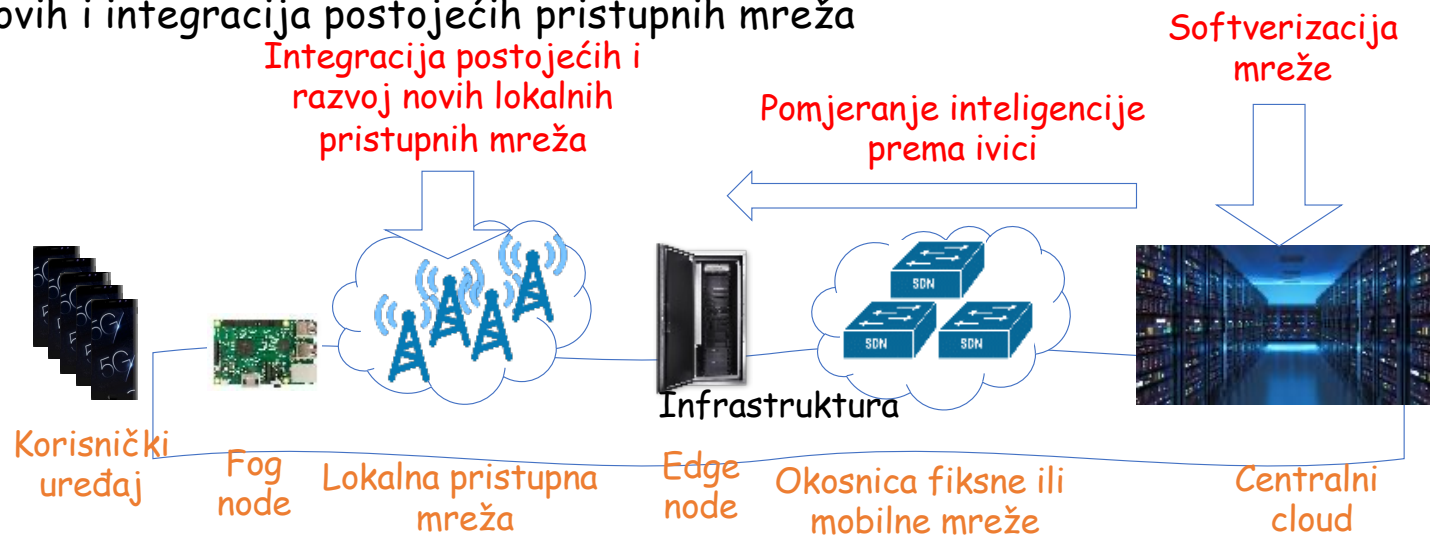 ovih i integracija postojećih pristupnih mreža
Softverizacija
mreže
Integracija postojećih i
razvoj novih lokalnih
pristupnih mreža
Pomjeranje inteligencije
prema ivici
5G
5G
SDN
SDN
SDN
Infrastruktura
Korisnički
uređaj
Fog
node
Lokalna pristupna
mreža
Edge
node
Okosnica fiksne ili
mobilne mreže
Centralni
cloud